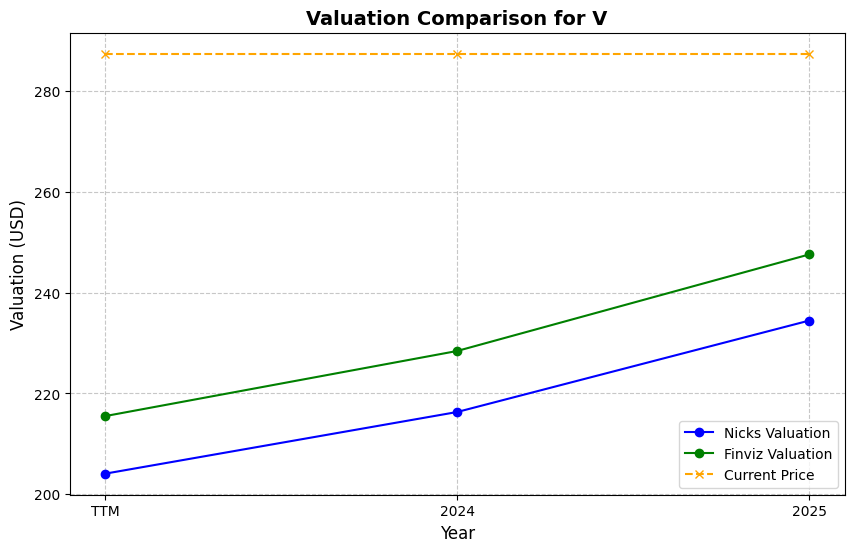 Valuation Comparison for V
Valuation (USD)
280
260
240
220
200
TTM
2024
2025
Year
Nicks Valuation
Finviz Valuation
Current Price